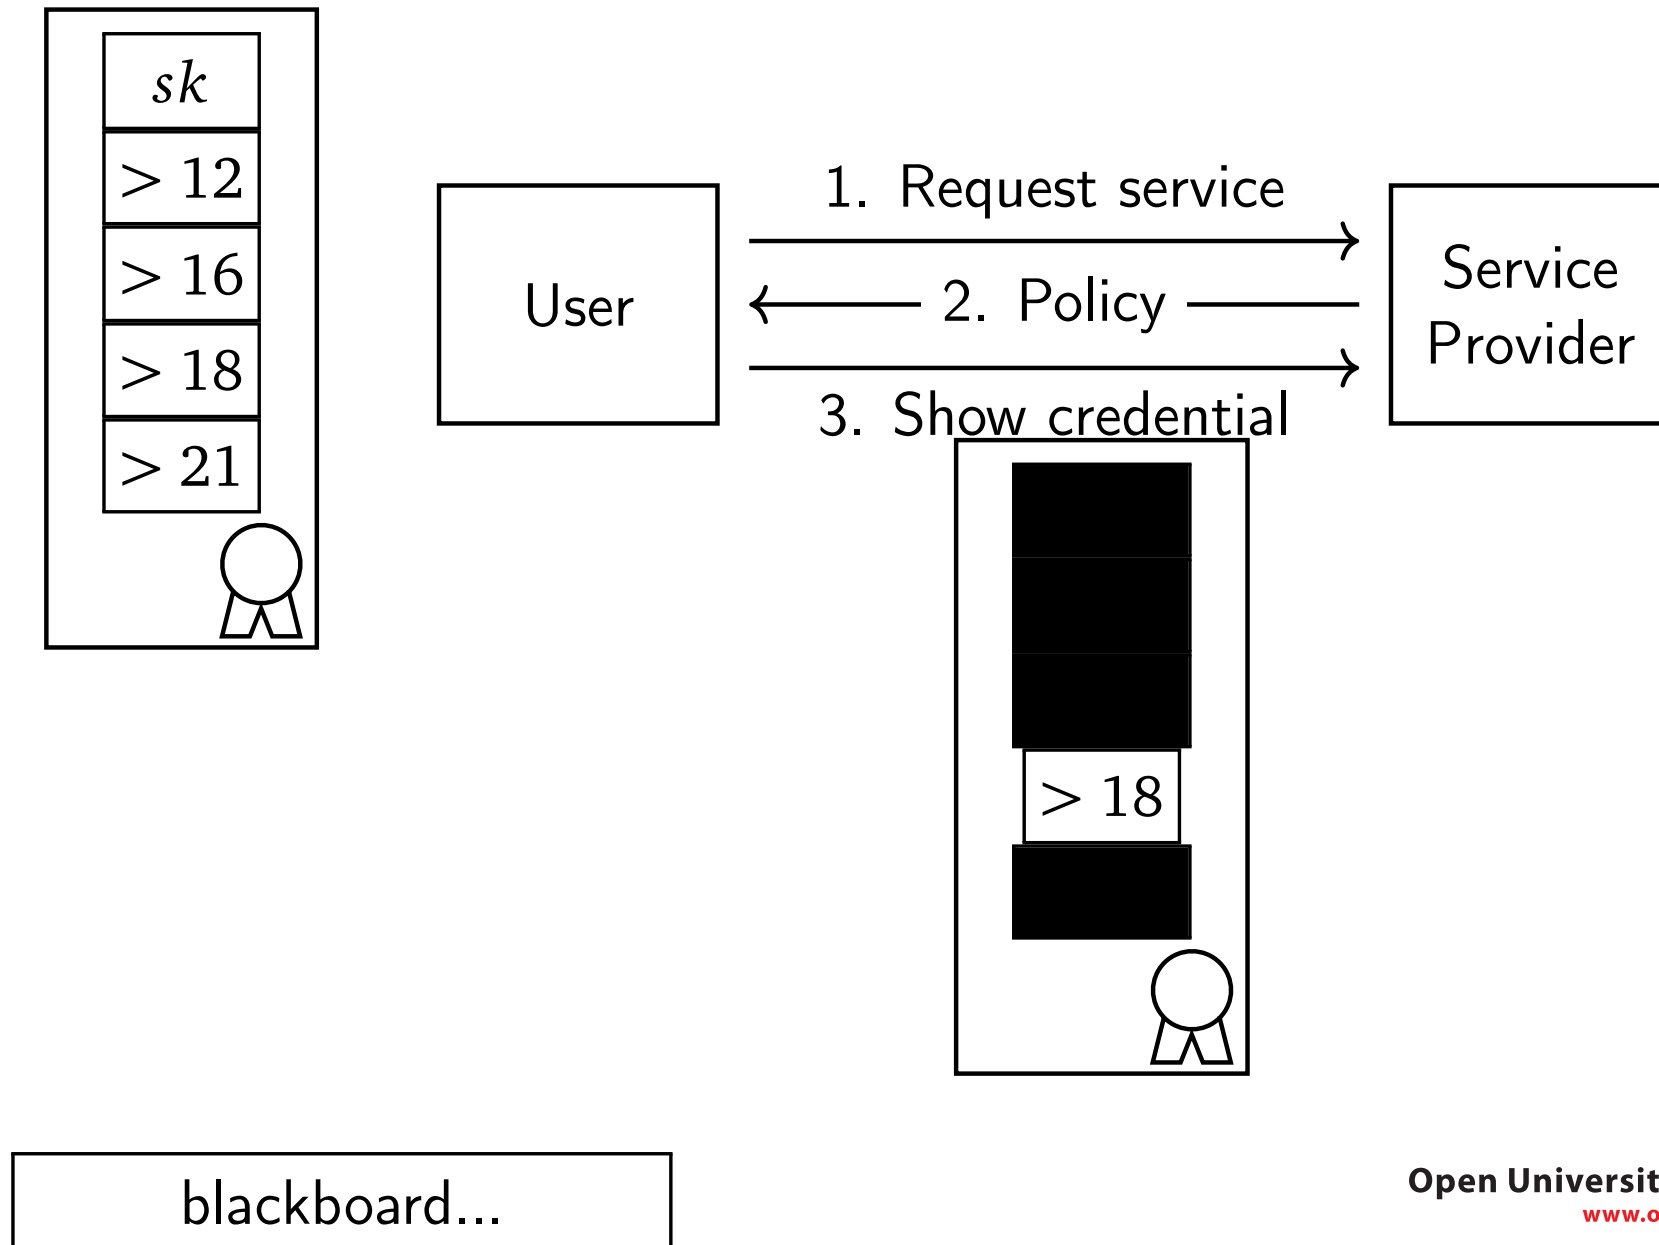 sk
> 12
> 16
> 18
> 21
User
1. Request service
2. Policy
3. Show credential
Service
Provider
> 18
blackboard...
Open Universit
www.o